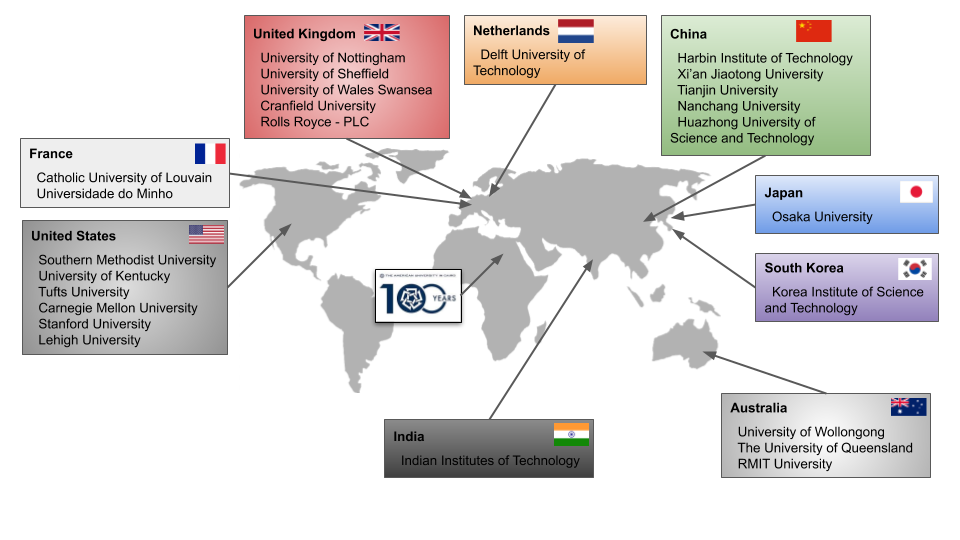 United Kingdom
University of Nottingham
University of Sheffield
University of Wales Swansea
Cranfield University
Rolls Royce - PLC
Netherlands
Delft University of
Technology
China
Harbin Institute of Technology
Xi’an Jiaotong University
Tianjin University
Nanchang University
Huazhong University of
Science and Technology
France
Catholic University of Louvain
Universidade do Minho
Japan
Osaka University
United States
Southern Methodist University
University of Kentucky
Tufts University
Carnegie Mellon University
Stanford University
Lehigh University
South Korea
Korea Institute of Science
and Technology
THE AMERICAN UNIVERSITY IN CAIRO
100 YEARS
Australia
University of Wollongong
The University of Queensland
RMIT University
India
Indian Institutes of Technology